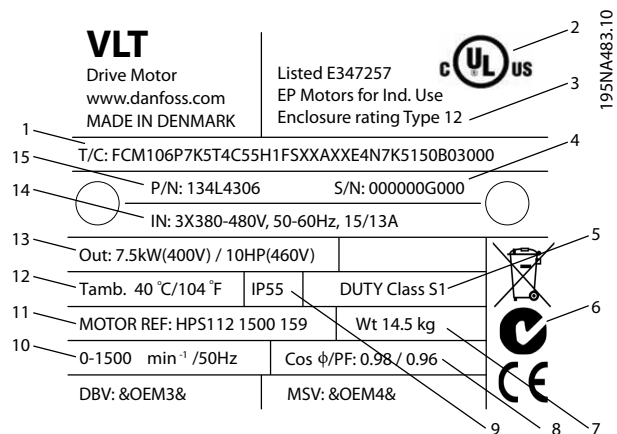 VLT
Drive Motor
www.danfoss.com
MADE IN DENMARK
Listed E347257
EP Motors for Ind. Use
Enclosure rating Type 12
C UL US
®
195NA483.10
2
3
1
4
T/C: FCM106P7K5T4C55H1FSXXAXXE4N7K5150B03000
15
P/N: 134L4306 S/N: 000000G000
14
IN: 3X380-480V, 50-60Hz, 15/13A
13
Out: 7.5kW(400V) / 10HP(460V)
5
12
Tamb. 40 °C/104 °F IP55 DUTY Class S1
6
11
MOTOR REF: HPS112 1500 159 Wt 14.5 kg
10
0-1500 min⁻¹ /50Hz Cos ϕ/PF: 0.98 / 0.96
CE
DBV: &OEM3& MSV: &OEM4&
9 8 7